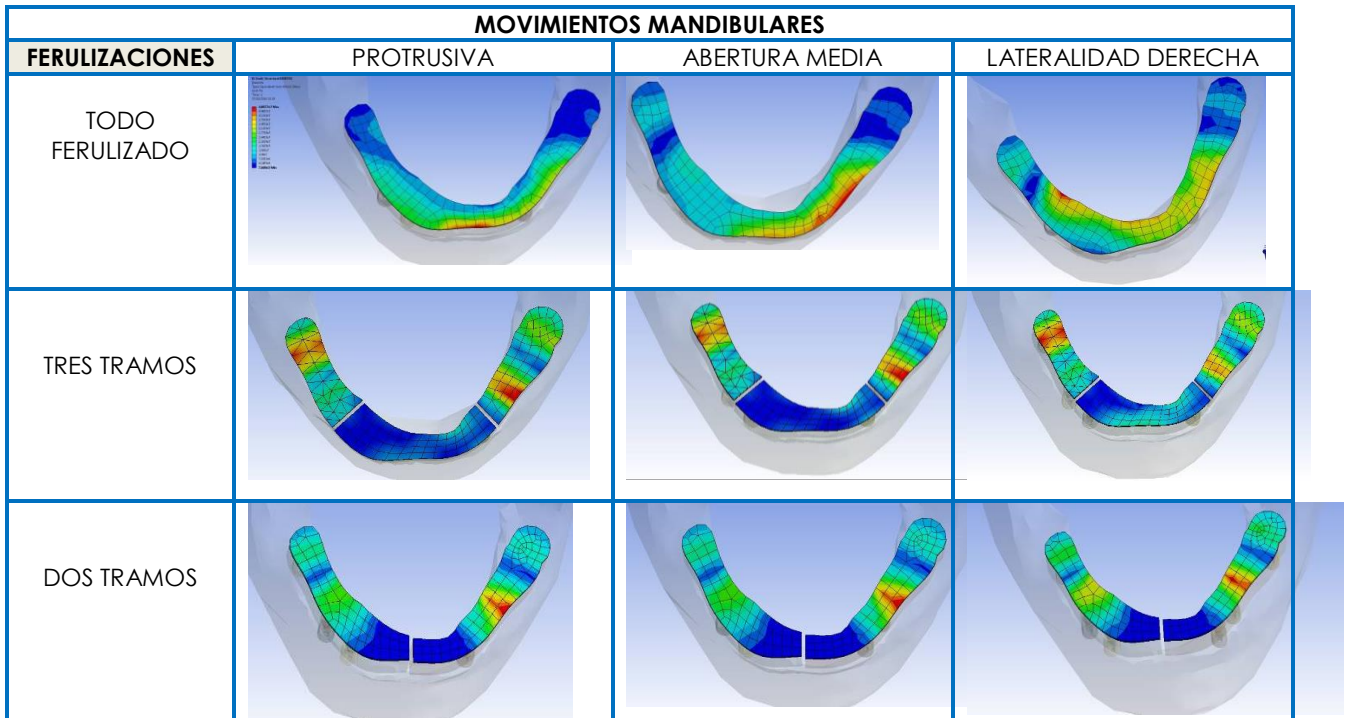 MOVIMIENTOS MANDIBULARES
FERULIZACIONES PROTRUSIVA ABERTURA MEDIA LATERALIDAD DERECHA
TODO
FERULIZADO
TRES TRAMOS
DOS TRAMOS